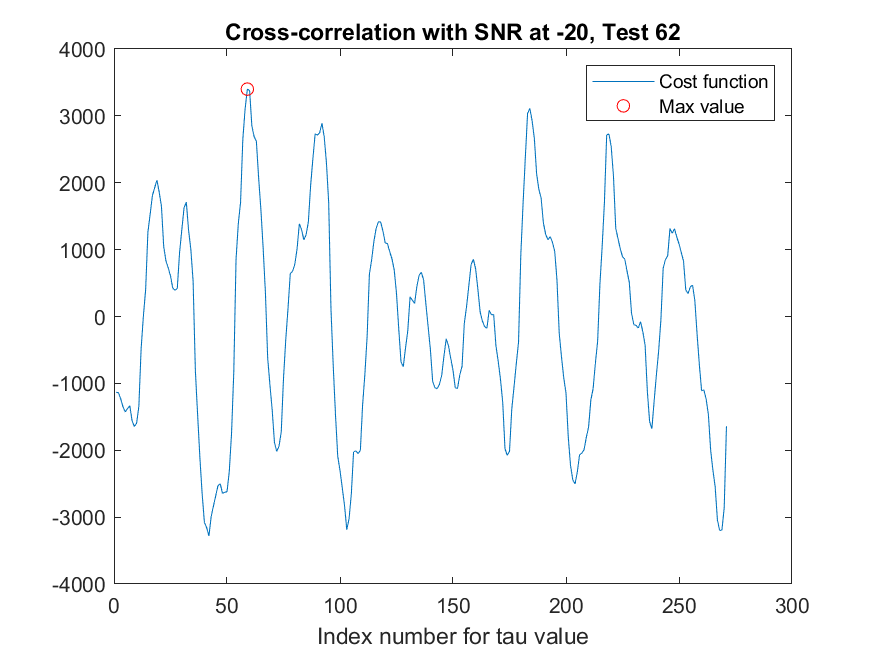 Cross-correlation with SNR at -20, Test 62
4000
3000
2000
1000
0
-1000
-2000
-3000
-4000
Cost function
Max value
0 50 100 150 200 250 300
Index number for tau value